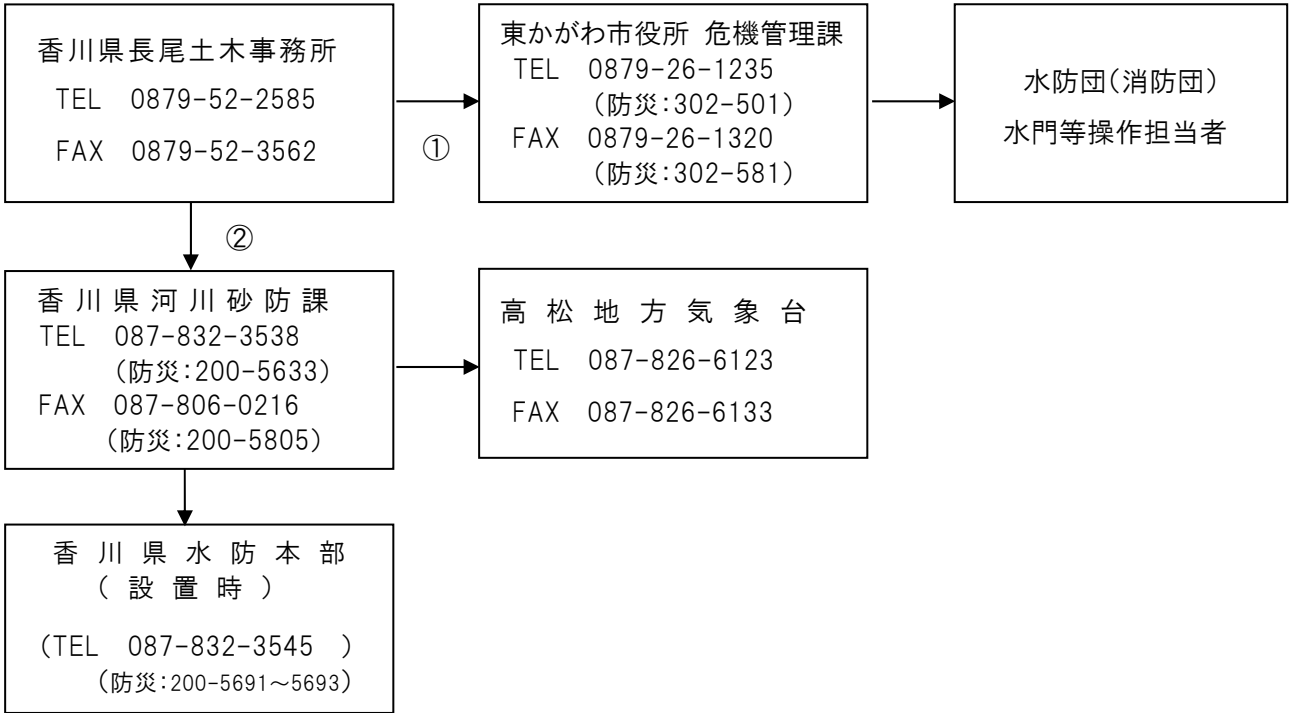 香川県長尾土木事務所
TEL 0879-52-2585
FAX 0879-52-3562
①
東かがわ市役所 危機管理課
TEL 0879-26-1235
(防災:302-501)
FAX 0879-26-1320
(防災:302-581)
水防団(消防団)
水門等操作担当者
②
香川県河川砂防課
TEL 087-832-3538
(防災:200-5633)
FAX 087-806-0216
(防災:200-5805)
高松地方気象台
TEL 087-826-6123
FAX 087-826-6133
香川県水防本部
(設置時)
(TEL 087-832-3545 )
(防災:200-5691~5693)